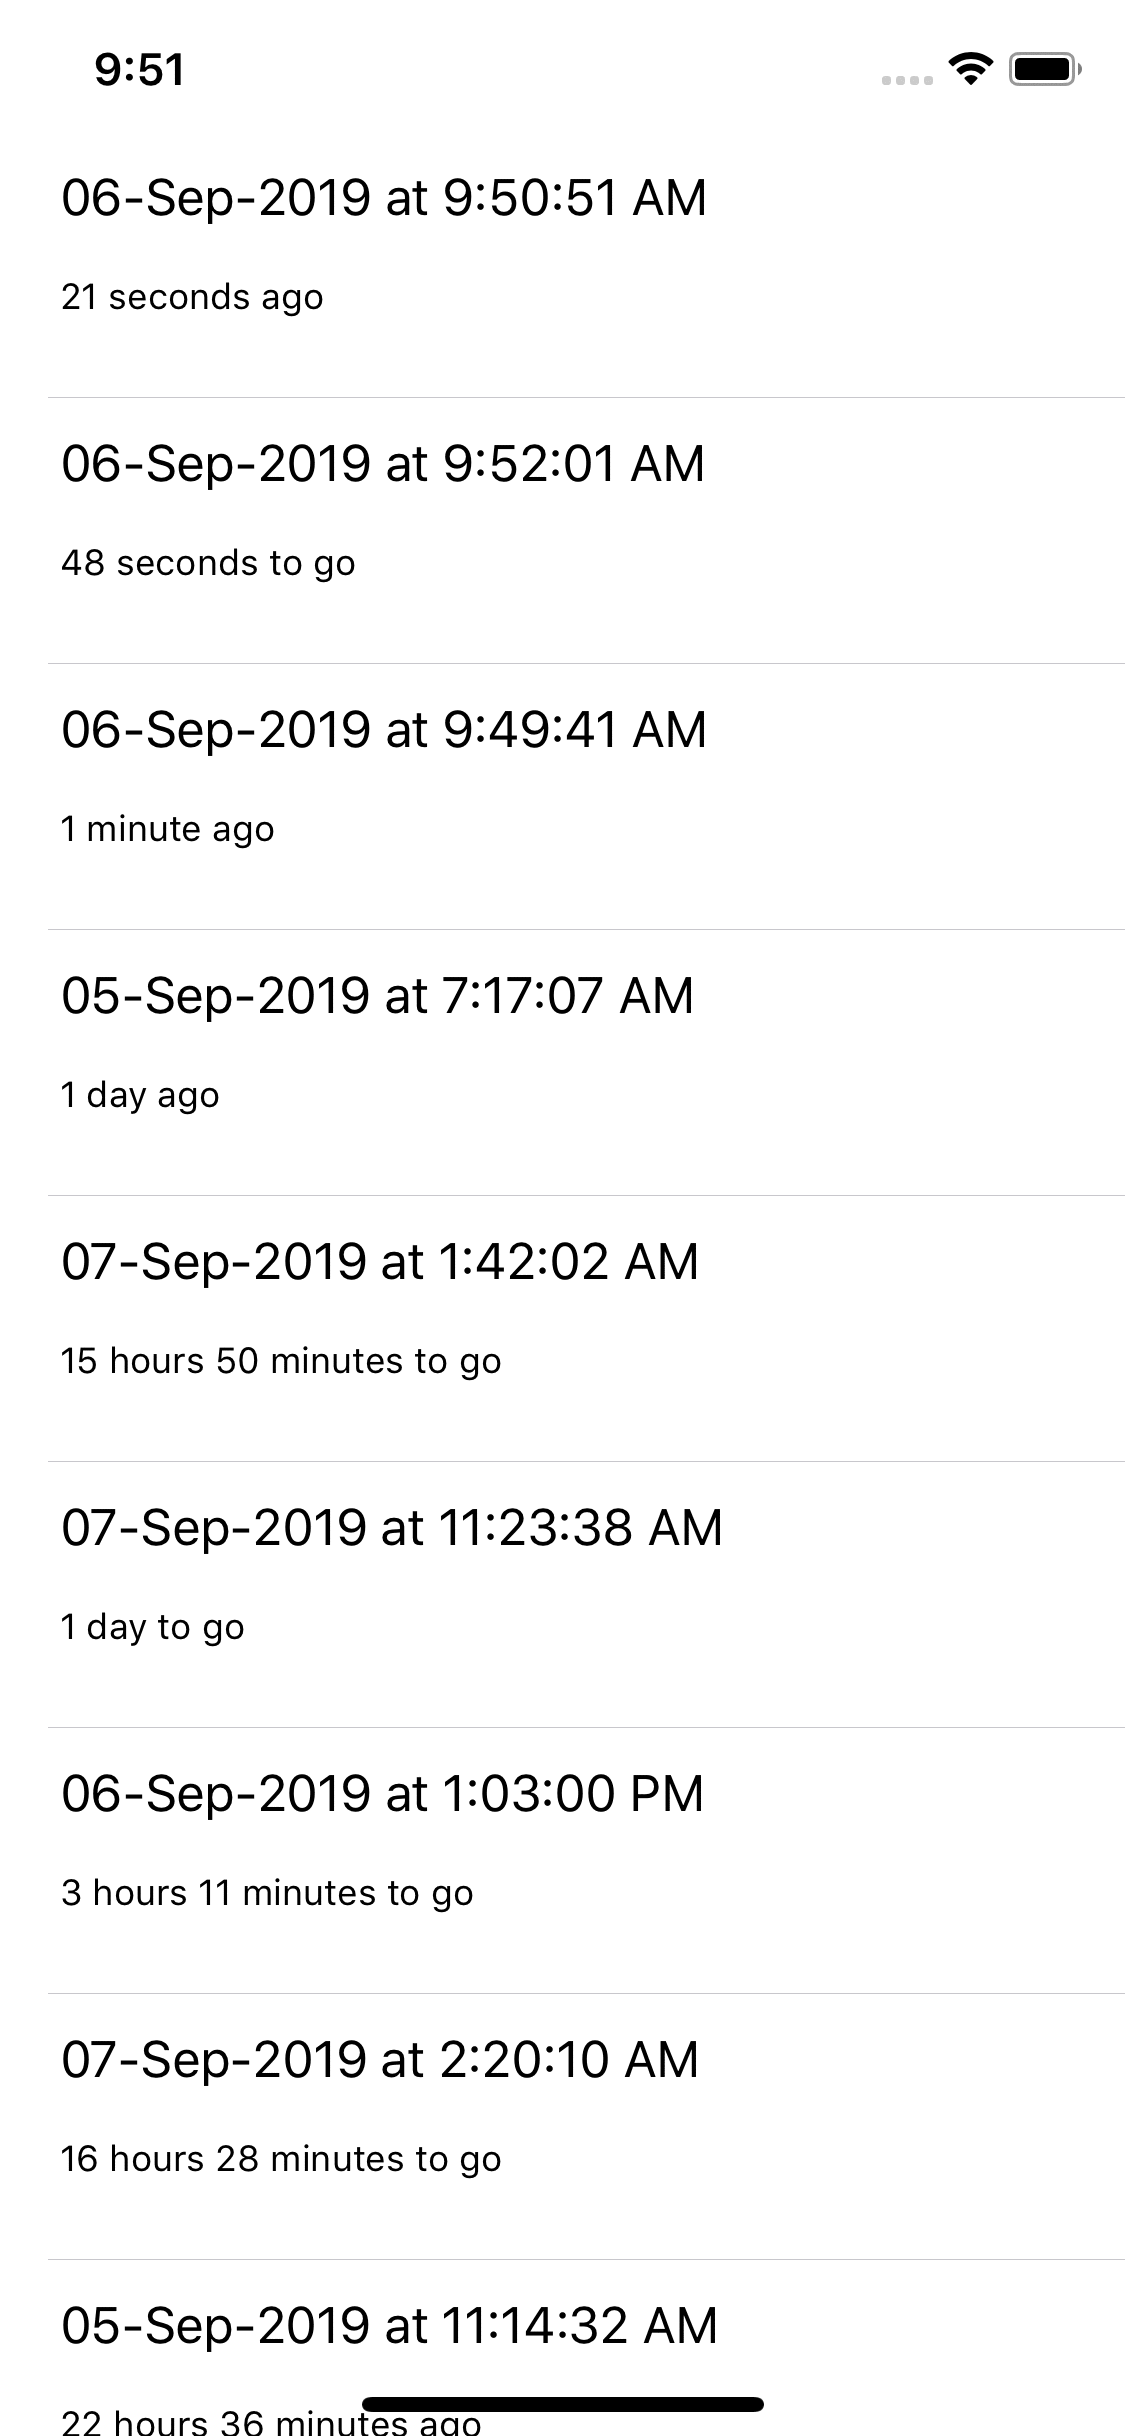 9:51
06-Sep-2019 at 9:50:51 AM
21 seconds ago
06-Sep-2019 at 9:52:01 AM
48 seconds to go
06-Sep-2019 at 9:49:41 AM
1 minute ago
05-Sep-2019 at 7:17:07 AM
1 day ago
07-Sep-2019 at 1:42:02 AM
15 hours 50 minutes to go
07-Sep-2019 at 11:23:38 AM
1 day to go
06-Sep-2019 at 1:03:00 PM
3 hours 11 minutes to go
07-Sep-2019 at 2:20:10 AM
16 hours 28 minutes to go
05-Sep-2019 at 11:14:32 AM
22 hours 36 minutes ago